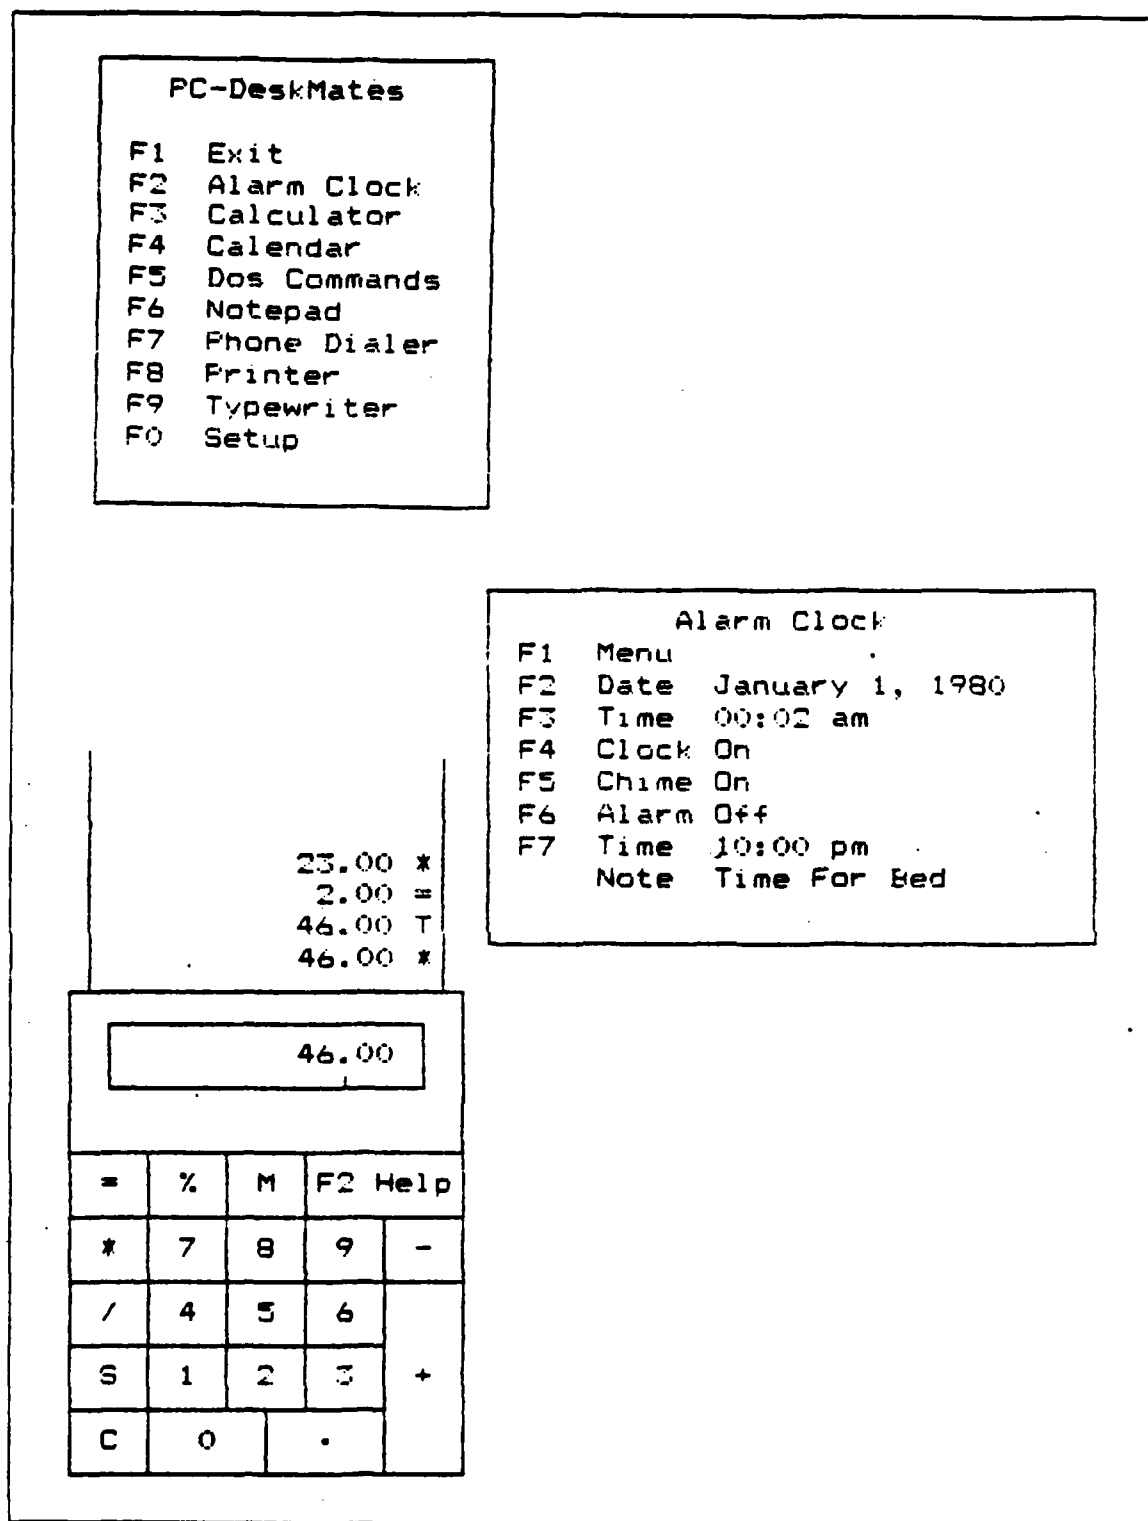 PC-DeskMates
F1 Exit
F2 Alarm Clock
F3 Calculator
F4 Calendar
F5 Dos Commands
F6 Notepad
F7 Phone Dialer
F8 Printer
F9 Typewriter
F0 Setup
Alarm Clock
F1 Menu
F2 Date January 1, 1980
F3 Time 00:02 am
F4 Clock On
F5 Chime On
F6 Alarm Off
F7 Time 10:00 pm
Note Time For Bed
23.00 *
2.00 =
46.00 T
46.00 *
46.00
= % M F2 Help
* 7 8 9 -
/ 4 5 6
S 1 2 3 +
C 0 .